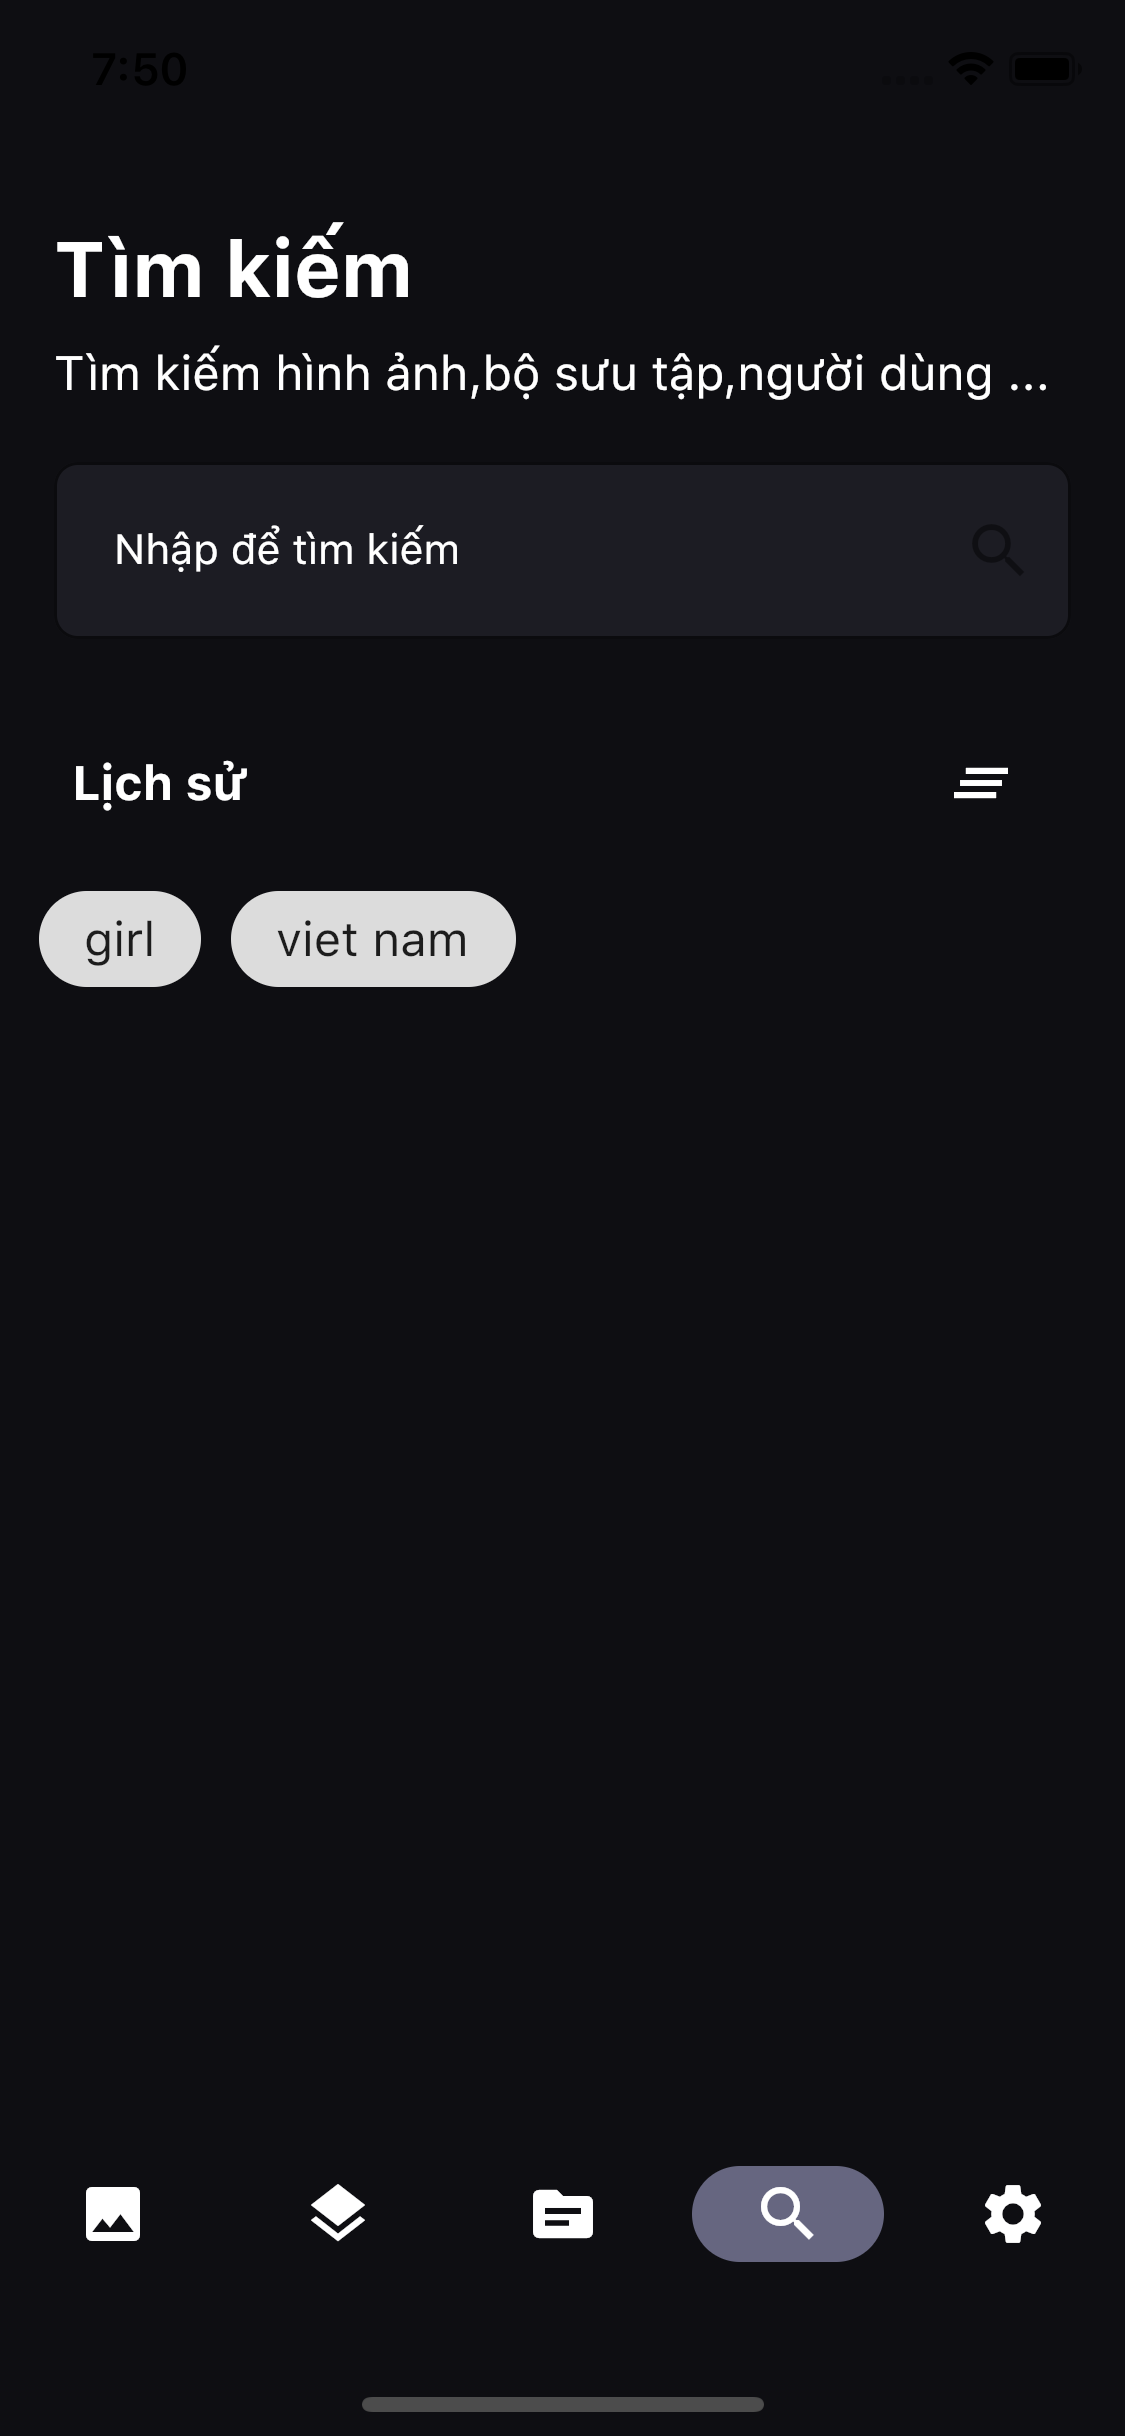 7:50
Tìm kiếm
Tìm kiếm hình ảnh,bộ sưu tập,người dùng ...
Nhập để tìm kiếm
Lịch sử
girl
viet nam